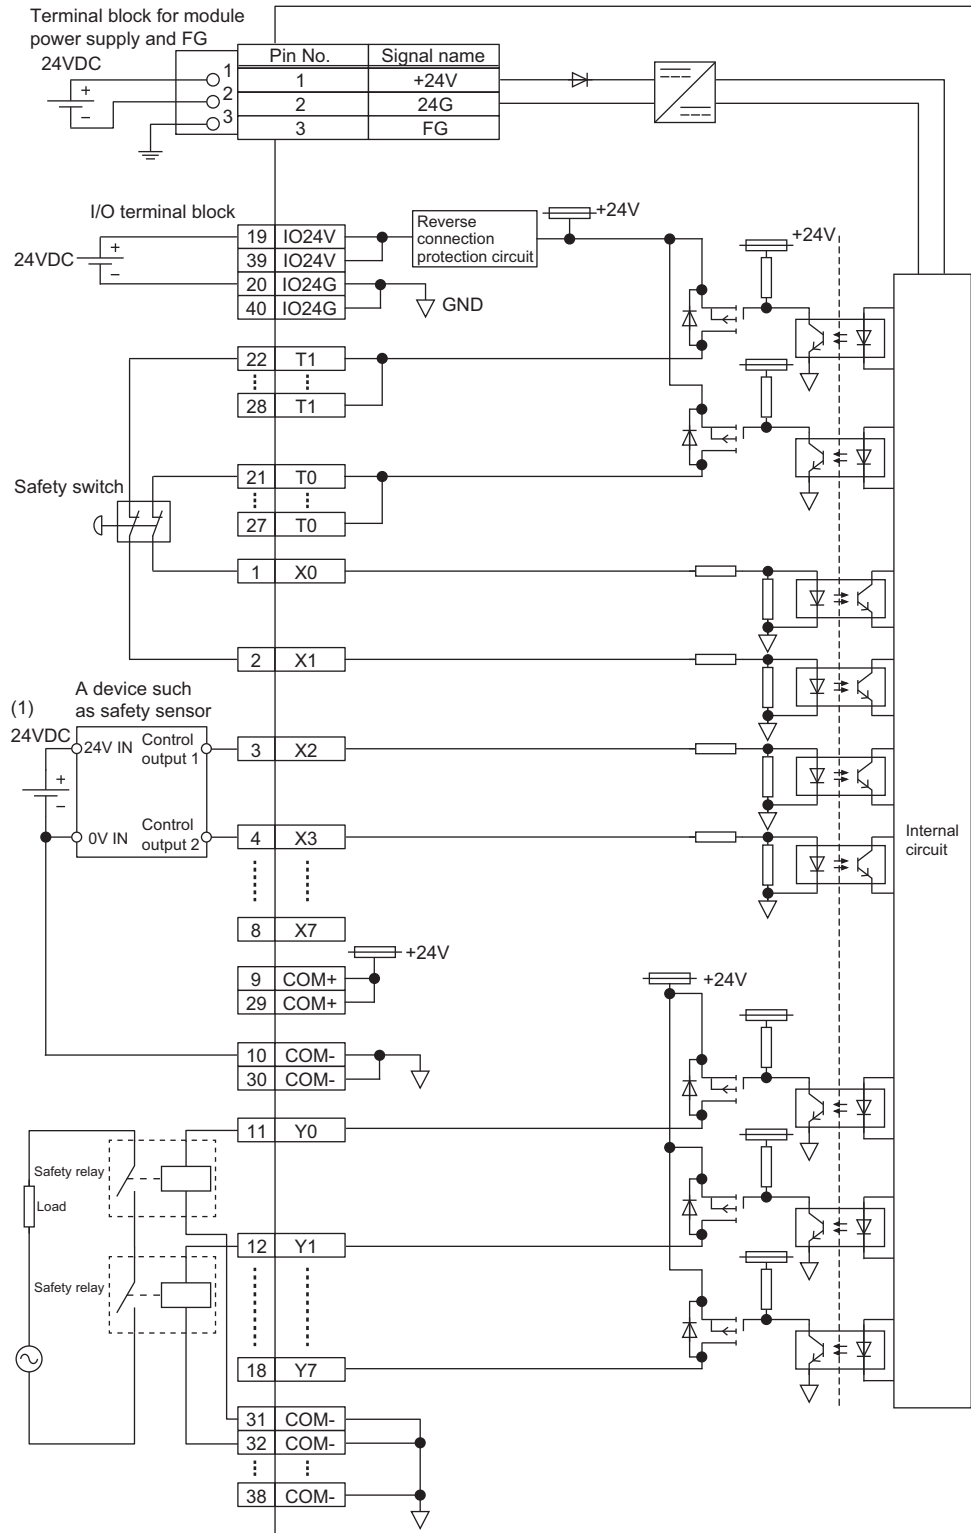 Terminal block for module
power supply and FG
24VDC
Pin No. Signal name
1 1 +24V
2 2 24G
3 3 FG
+ −
I/O terminal block
24VDC
+ −
19 IO24V
39 IO24V
20 IO24G
40 IO24G
GND
Reverse
connection
protection circuit
+24V
+24V
22 T1
28 T1
Safety switch
21 T0
27 T0
1 X0
2 X1
A device such
as safety sensor
(1)
24VDC
+ −
24V IN
Control
output 1
3 X2
0V IN
Control
output 2
4 X3
Internal
circuit
8 X7
+24V
9 COM+
29 COM+
+24V
10 COM-
30 COM-
11 Y0
Safety relay
Load
12 Y1
Safety relay
18 Y7
31 COM-
32 COM-
38 COM-